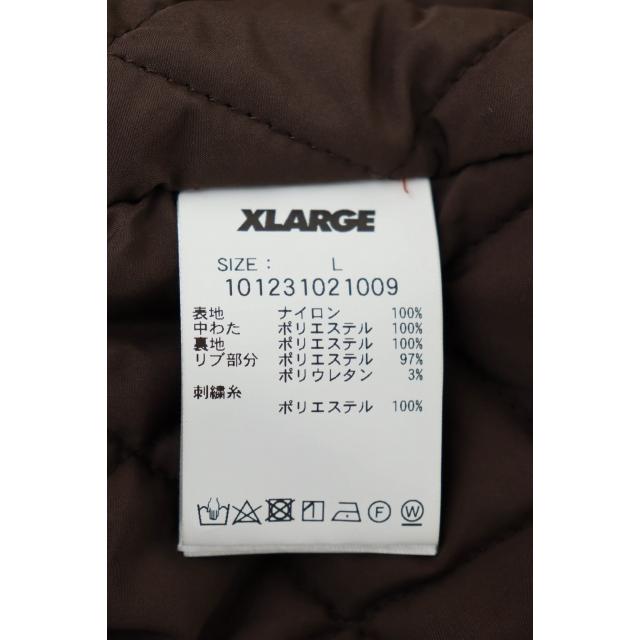 XLARGE
SIZE : L
101231021009
表地 ナイロン 100%
中わた ポリエステル 100%
裏地 ポリエステル 100%
リブ部分 ポリエステル 97%
ポリウレタン 3%
刺繍糸
ポリエステル 100%
F W